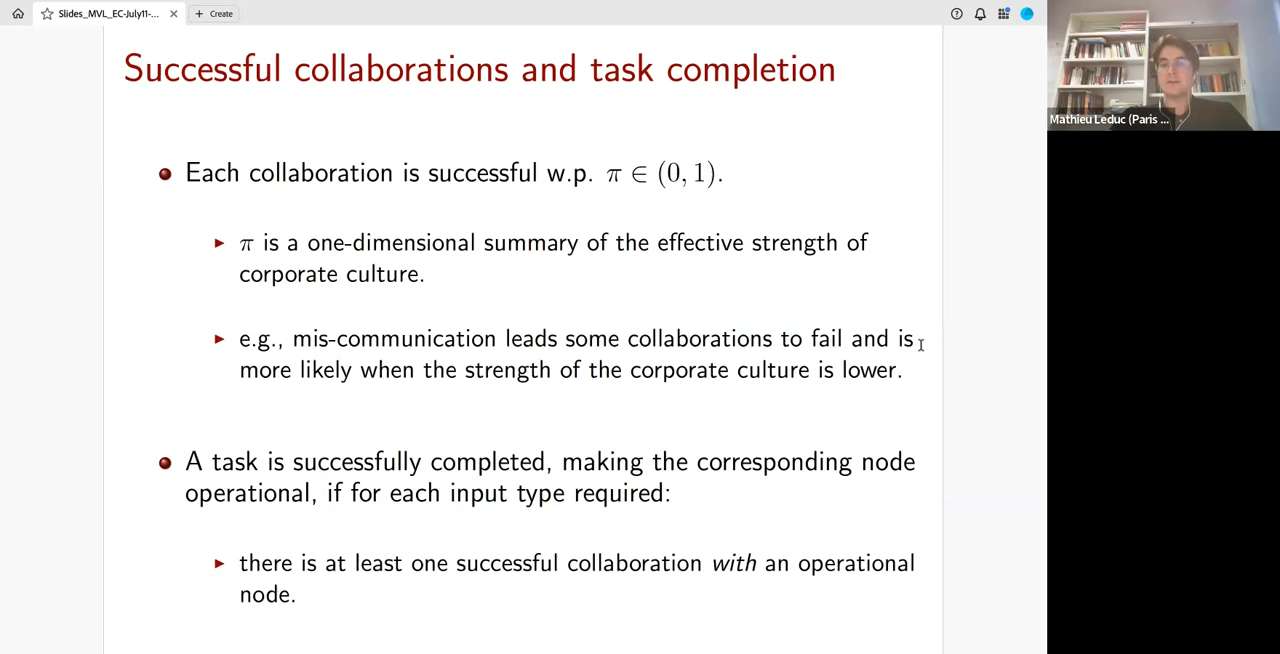 Slides_MVL_EC-July11-...
Create
Successful collaborations and task completion
Each collaboration is successful w.p. π ∈ (0, 1).
π is a one-dimensional summary of the effective strength of
corporate culture.
e.g., mis-communication leads some collaborations to fail and is
more likely when the strength of the corporate culture is lower.
A task is successfully completed, making the corresponding node
operational, if for each input type required:
there is at least one successful collaboration with an operational
node.
Mathieu Leduc (Paris ...